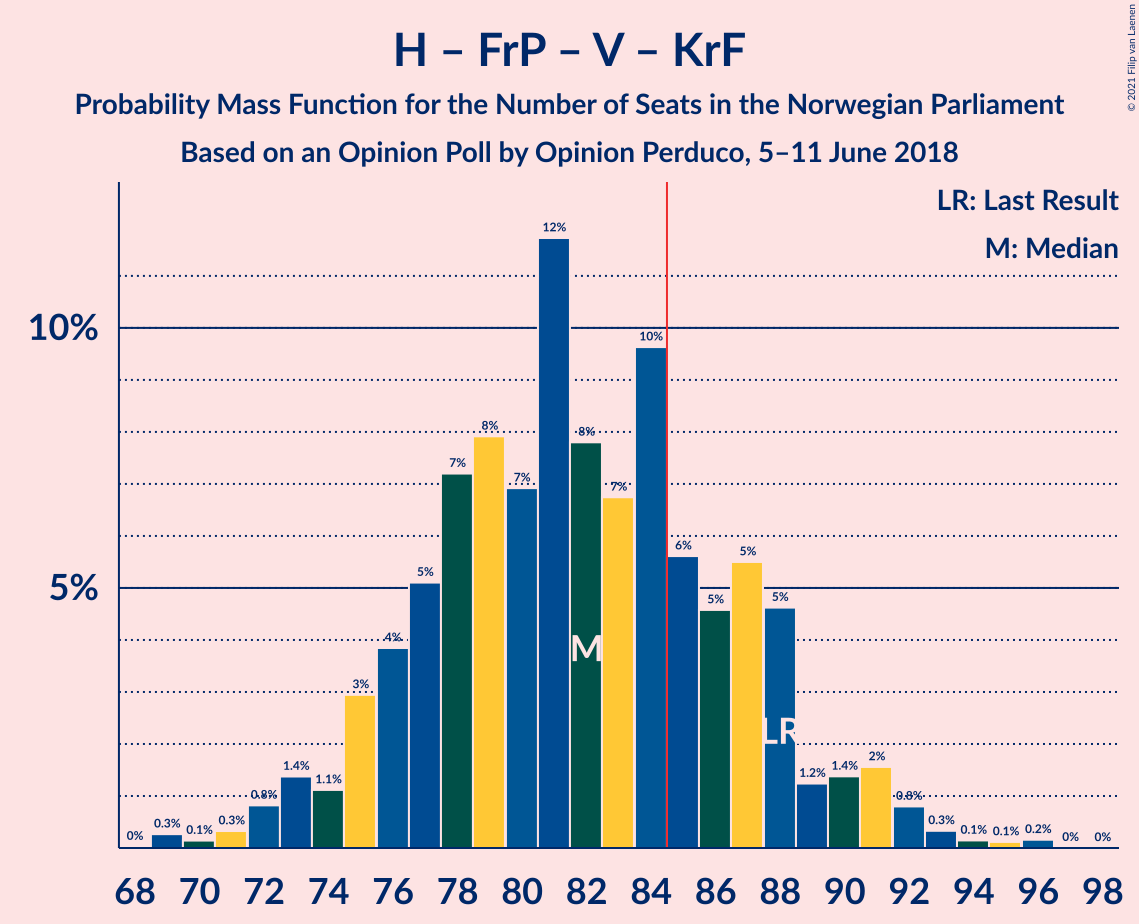 H – FrP – V – KrF
Probability Mass Function for the Number of Seats in the Norwegian Parliament
Based on an Opinion Poll by Opinion Perduco, 5–11 June 2018
© 2021 Filip van Laenen
LR: Last Result
M: Median
10%
5%
0% 0.3% 0.1% 0.3% 0.8% 1.4% 1.1% 3% 4% 5% 7% 8% 7% 12% 8% 7% 10% 6% 5% 5% 5% 1.2% 1.4% 2% 0.8% 0.3% 0.1% 0.1% 0.2% 0% 0%
M
LR
68 70 72 74 76 78 80 82 84 86 88 90 92 94 96 98